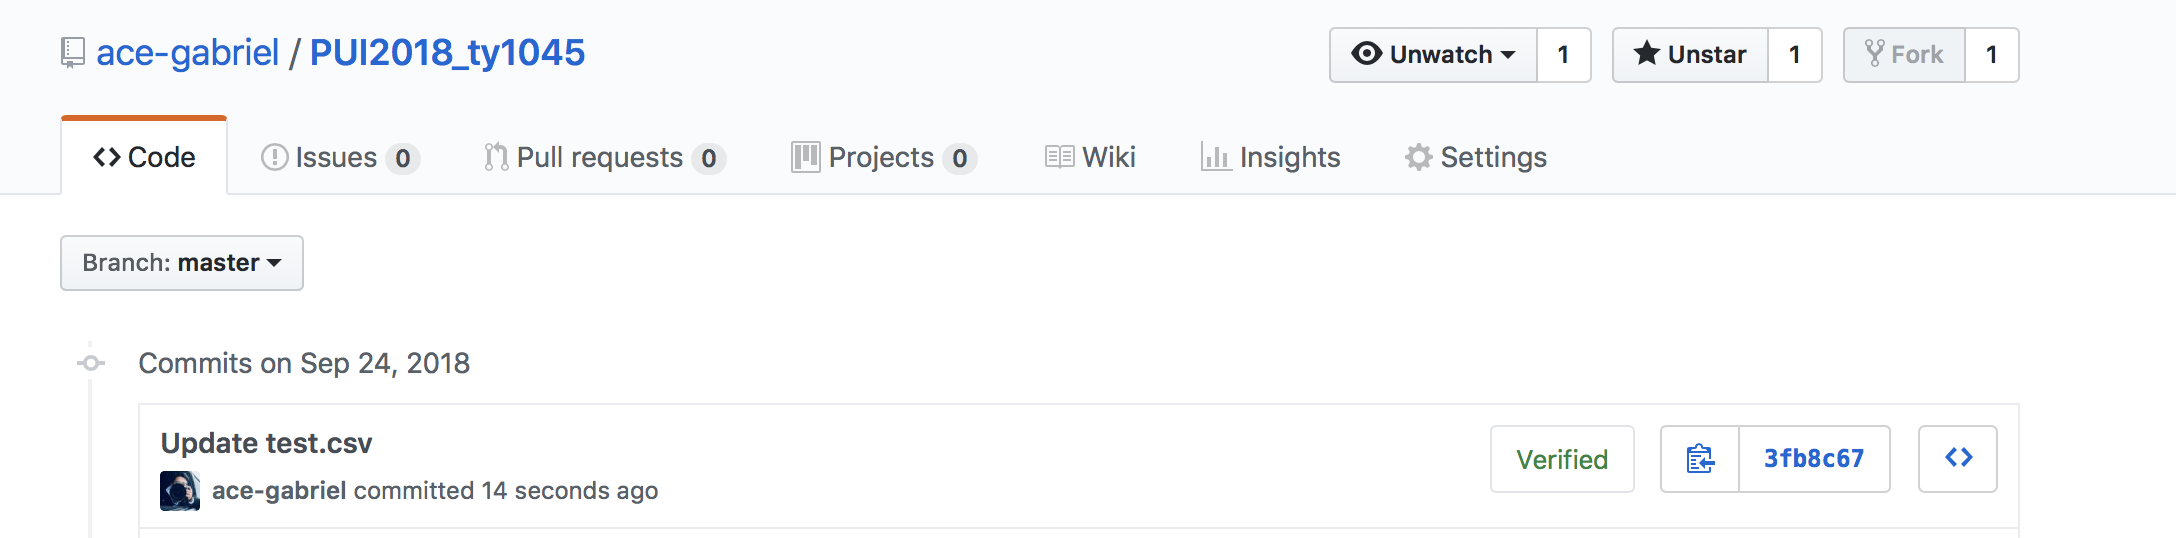 ace-gabriel / PUI2018_ty1045
Unwatch 1
Unstar 1
Fork 1
Code
Issues 0
Pull requests 0
Projects 0
Wiki
Insights
Settings
Branch: master
Commits on Sep 24, 2018
Update test.csv
ace-gabriel committed 14 seconds ago
Verified
3fb8c67